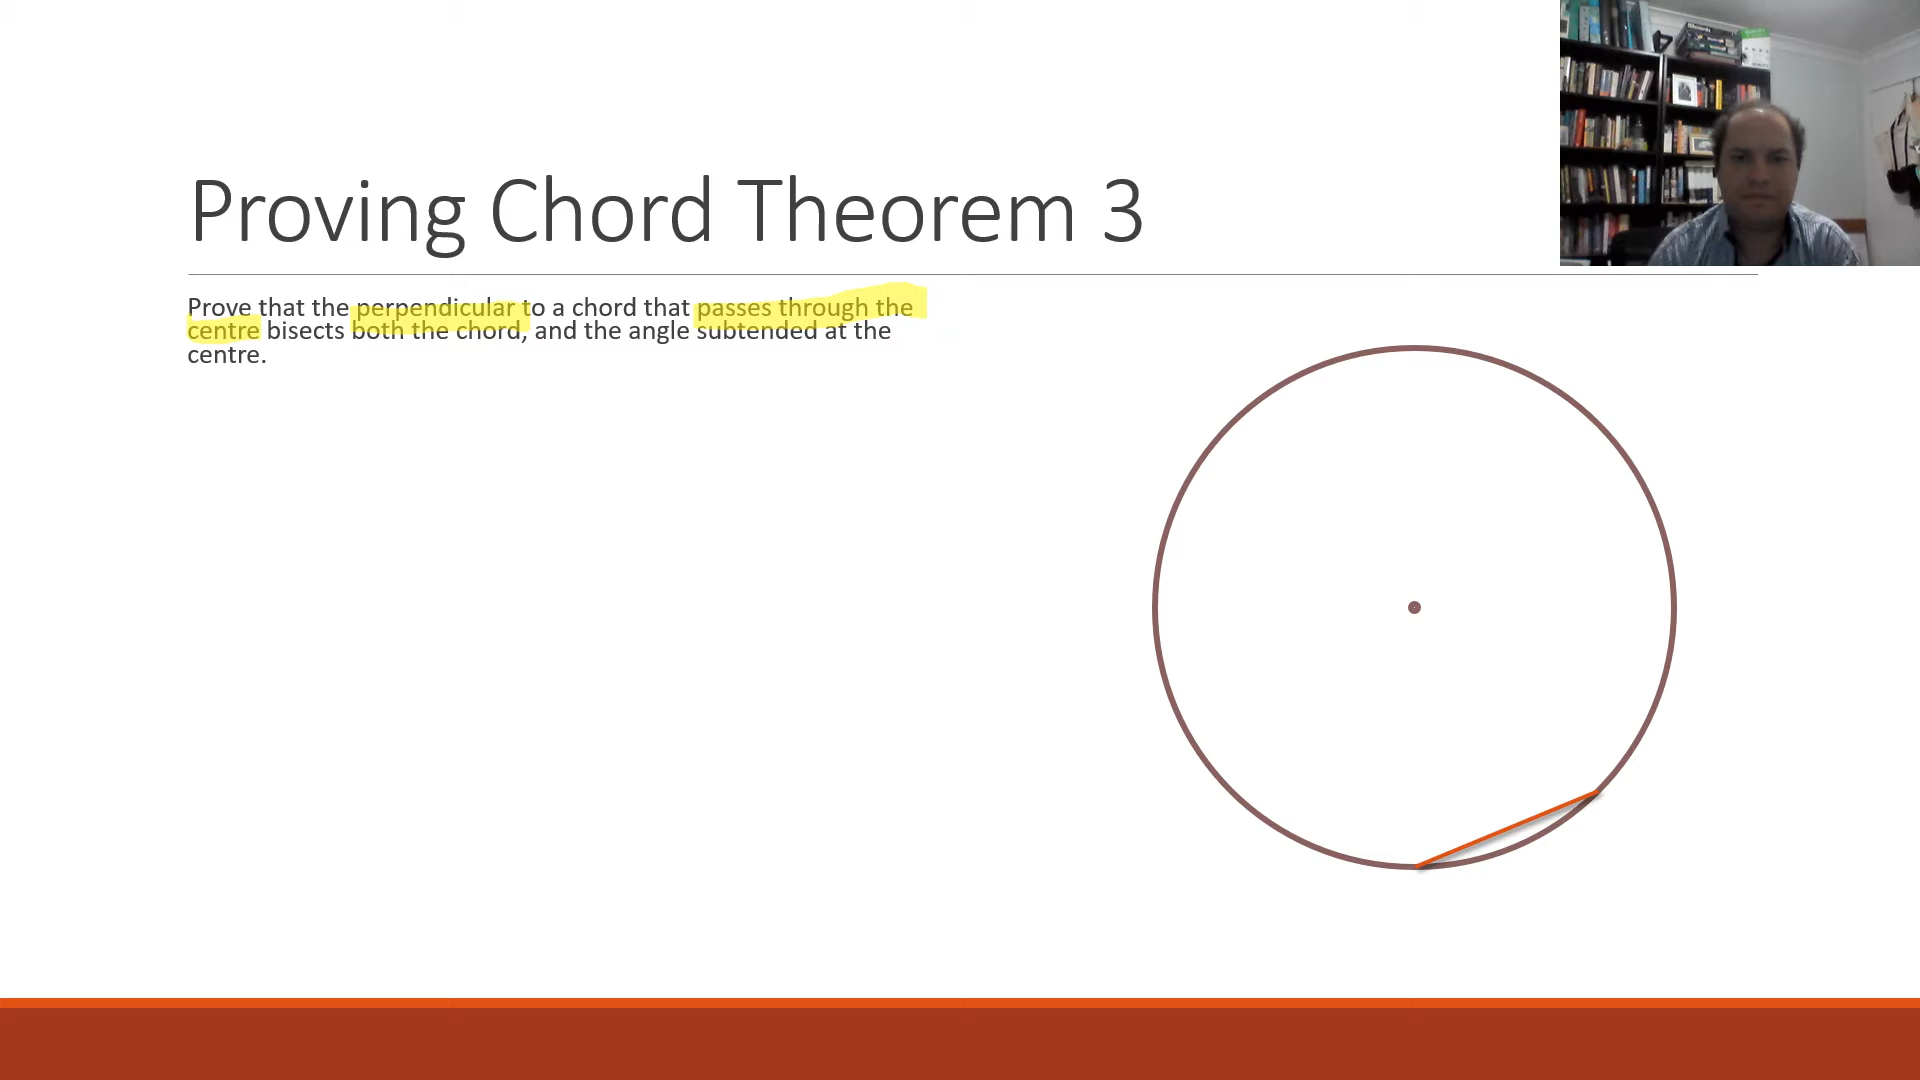 Proving Chord Theorem 3
Prove that the perpendicular to a chord that passes through the
centre bisects both the chord, and the angle subtended at the
centre.